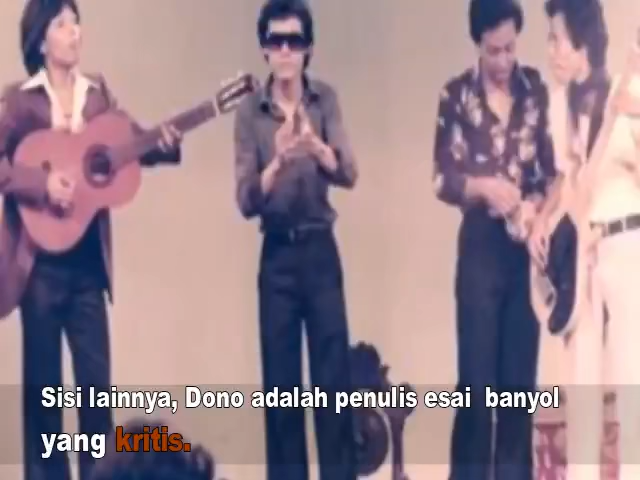 Sisi lainnya, Dono adalah penulis esai banyol
yang kritis.